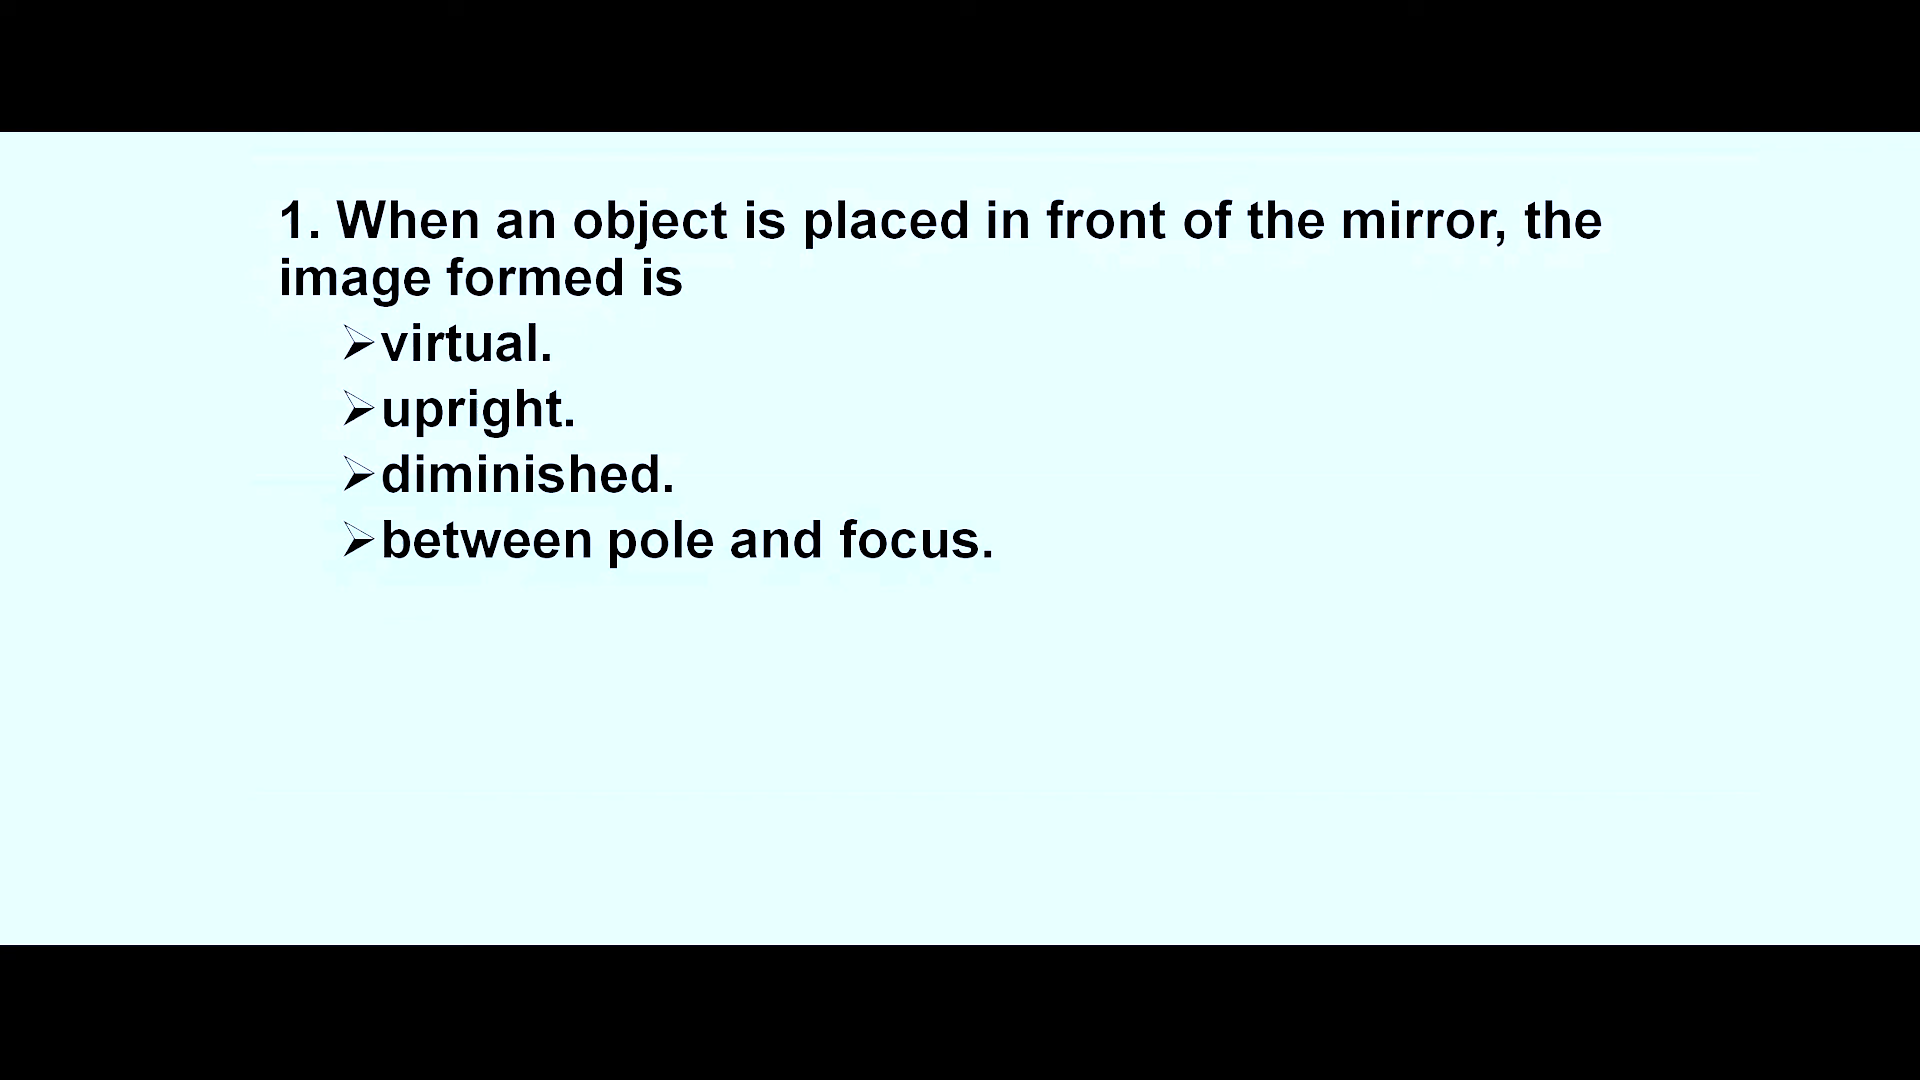 1. When an object is placed in front of the mirror, the
image formed is
➢virtual.
➢upright.
➢diminished.
➢between pole and focus.